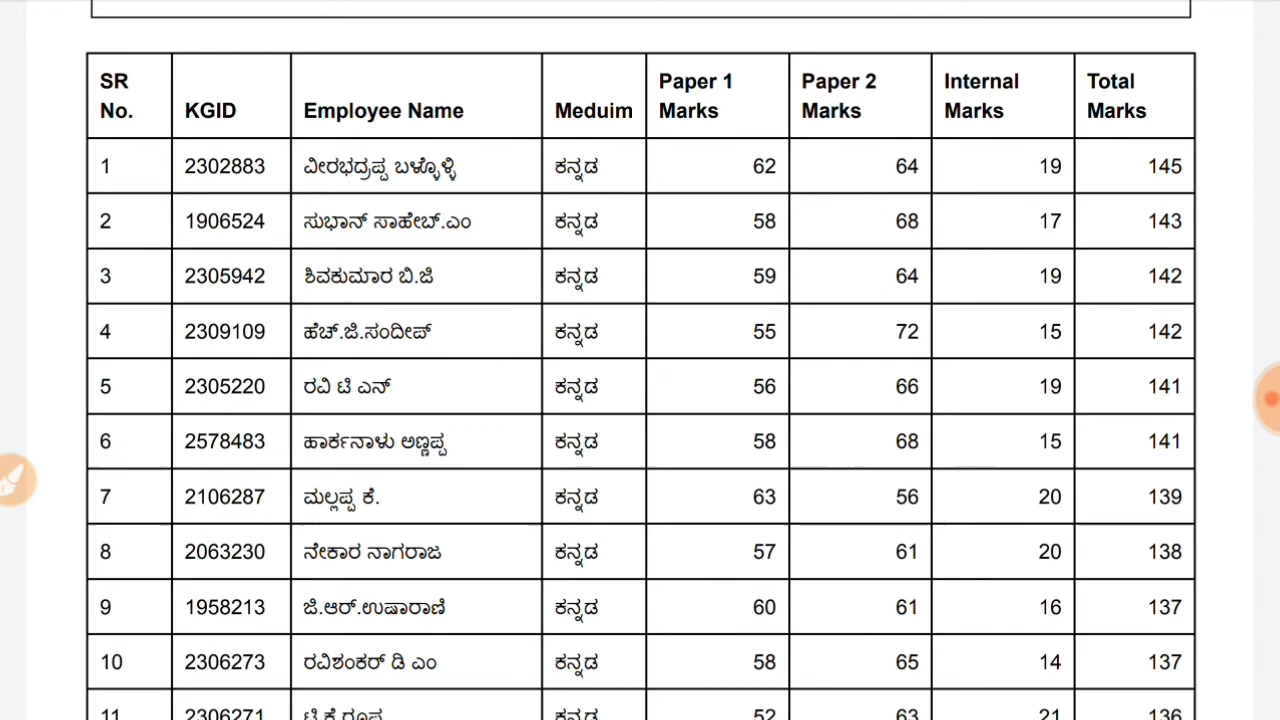 SR No. KGID Employee Name Meduim Paper 1 Marks Paper 2 Marks Internal Marks Total Marks
1 2302883 ವೀರಭದ್ರಪ್ಪ ಬಳ್ಳೊಳ್ಳಿ ಕನ್ನಡ 62 64 19 145
2 1906524 ಸುಭಾನ್ ಸಾಹೇಬ್.ಎಂ ಕನ್ನಡ 58 68 17 143
3 2305942 ಶಿವಕುಮಾರ ಬಿ.ಜಿ ಕನ್ನಡ 59 64 19 142
4 2309109 ಹೆಚ್.ಜಿ.ಸಂದೀಪ್ ಕನ್ನಡ 55 72 15 142
5 2305220 ರವಿ ಟಿ ಎನ್ ಕನ್ನಡ 56 66 19 141
6 2578483 ಹಾರ್ಕನಾಳು ಅಣ್ಣಪ್ಪ ಕನ್ನಡ 58 68 15 141
7 2106287 ಮಲ್ಲಪ್ಪ ಕೆ. ಕನ್ನಡ 63 56 20 139
8 2063230 ನೇಕಾರ ನಾಗರಾಜ ಕನ್ನಡ 57 61 20 138
9 1958213 ಜಿ.ಆರ್.ಉಷಾರಾಣಿ ಕನ್ನಡ 60 61 16 137
10 2306273 ರವಿಶಂಕರ್ ಡಿ ಎಂ ಕನ್ನಡ 58 65 14 137
11 2306271 ಟಿ.ಕೆ.ರೂಪ ಕನ್ನಡ 52 63 21 136